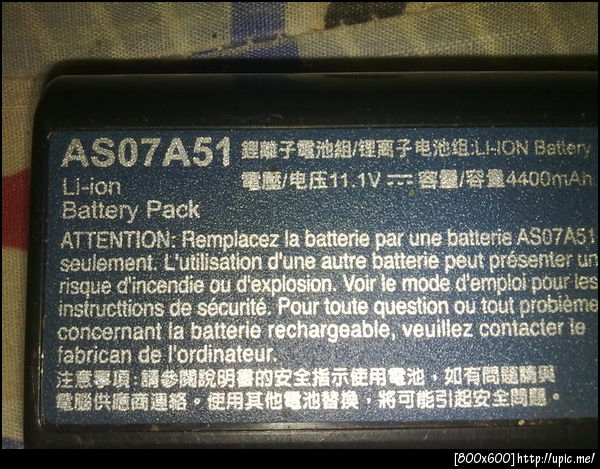 AS07A51 鋰離子電池組/锂离子电池组:LI-ION Battery
Li-ion 電壓/电压11.1V ⎓ 容量/容量4400mAh
Battery Pack
ATTENTION: Remplacez la batterie par une batterie AS07A51
seulement. L'utilisation d'une autre batterie peut présenter un
risque d'incendie ou d'explosion. Voir le mode d'emploi pour les
instructtions de sécurité. Pour toute question ou tout problème
concernant la batterie rechargeable, veuillez contacter le
fabrican de l'ordinateur.
注意事項:請參閱說明書的安全指示使用電池，如有問題請與
電腦供應商連絡。使用其他電池替換，將可能引起安全問題。
[800x600]http://upic.me/